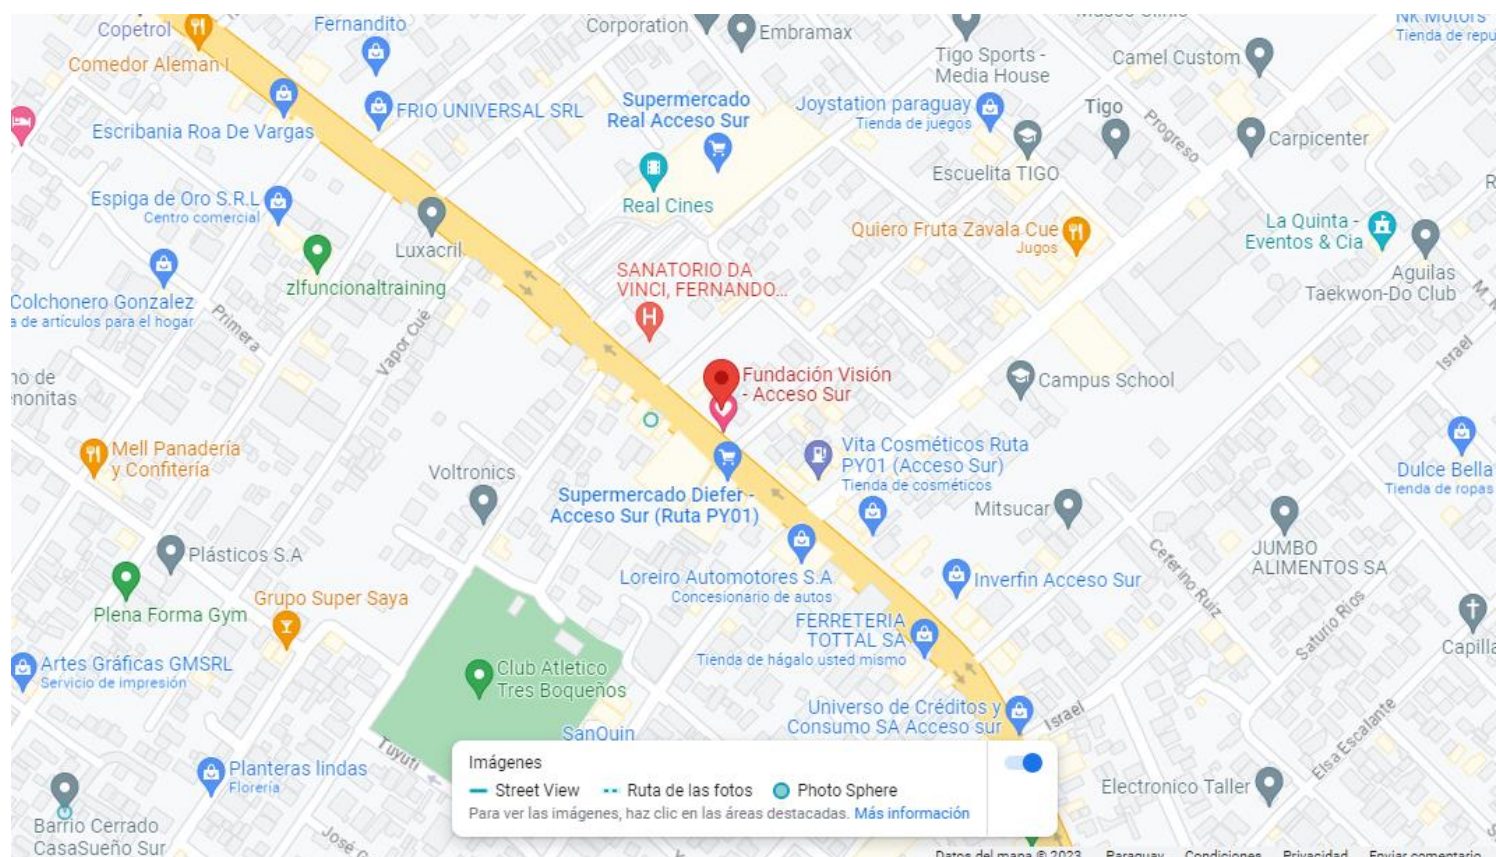 Copetrol
Comedor Aleman I
Fernandito
Corporation
Embramax
Tigo Sports -
Media House
Camel Custom
NK Motors
Tienda de repu
Escribania Roa De Vargas
FRIO UNIVERSAL SRL
Supermercado
Real Acceso Sur
Joystation paraguay
Tienda de juegos
Tigo
Progreso
Carpicenter
Escuelita TIGO
Espiga de Oro S.R.L
Centro comercial
Real Cines
Luxacril
Quiero Fruta Zavala Cué
Jugos
La Quinta -
Eventos & Cia
Aguilas
Taekwon-Do Club
zlfuncionaltraining
SANATORIO DA
VINCI, FERNANDO...
Colchonero Gonzalez
a de artículos para el hogar
Primera
Vapor Cué
Israel
Fundación Visión
- Acceso Sur
Campus School
Mell Panadería
y Confitería
Voltronics
Vita Cosméticos Ruta
PY01 (Acceso Sur)
Tienda de cosméticos
Dulce Bella
Tienda de ropas
Supermercado Diefer -
Acceso Sur (Ruta PY01)
Mitsucar
Plásticos S.A
JUMBO
ALIMENTOS SA
Ceferino Ruiz
Loreiro Automotores S.A
Concesionario de autos
Inverfin Acceso Sur
Plena Forma Gym
Grupo Super Saya
FERRETERIA
TOTTAL SA
Tienda de hágalo usted mismo
Saturio Ríos
Capilla
Artes Gráficas GMSRL
Servicio de impresión
Club Atletico
Tres Boqueños
Universo de Créditos y
Consumo SA Acceso sur
Israel
SanQuin
Elsa Escalante
Tuyutí
Planteras lindas
Florería
Electronico Taller
Barrio Cerrado
CasaSueño Sur
Imágenes
Street View
Ruta de las fotos
Photo Sphere
Para ver las imágenes, haz clic en las áreas destacadas. Más información
Datos del mapa © 2023 Paraguay Condiciones Privacidad Enviar comentario